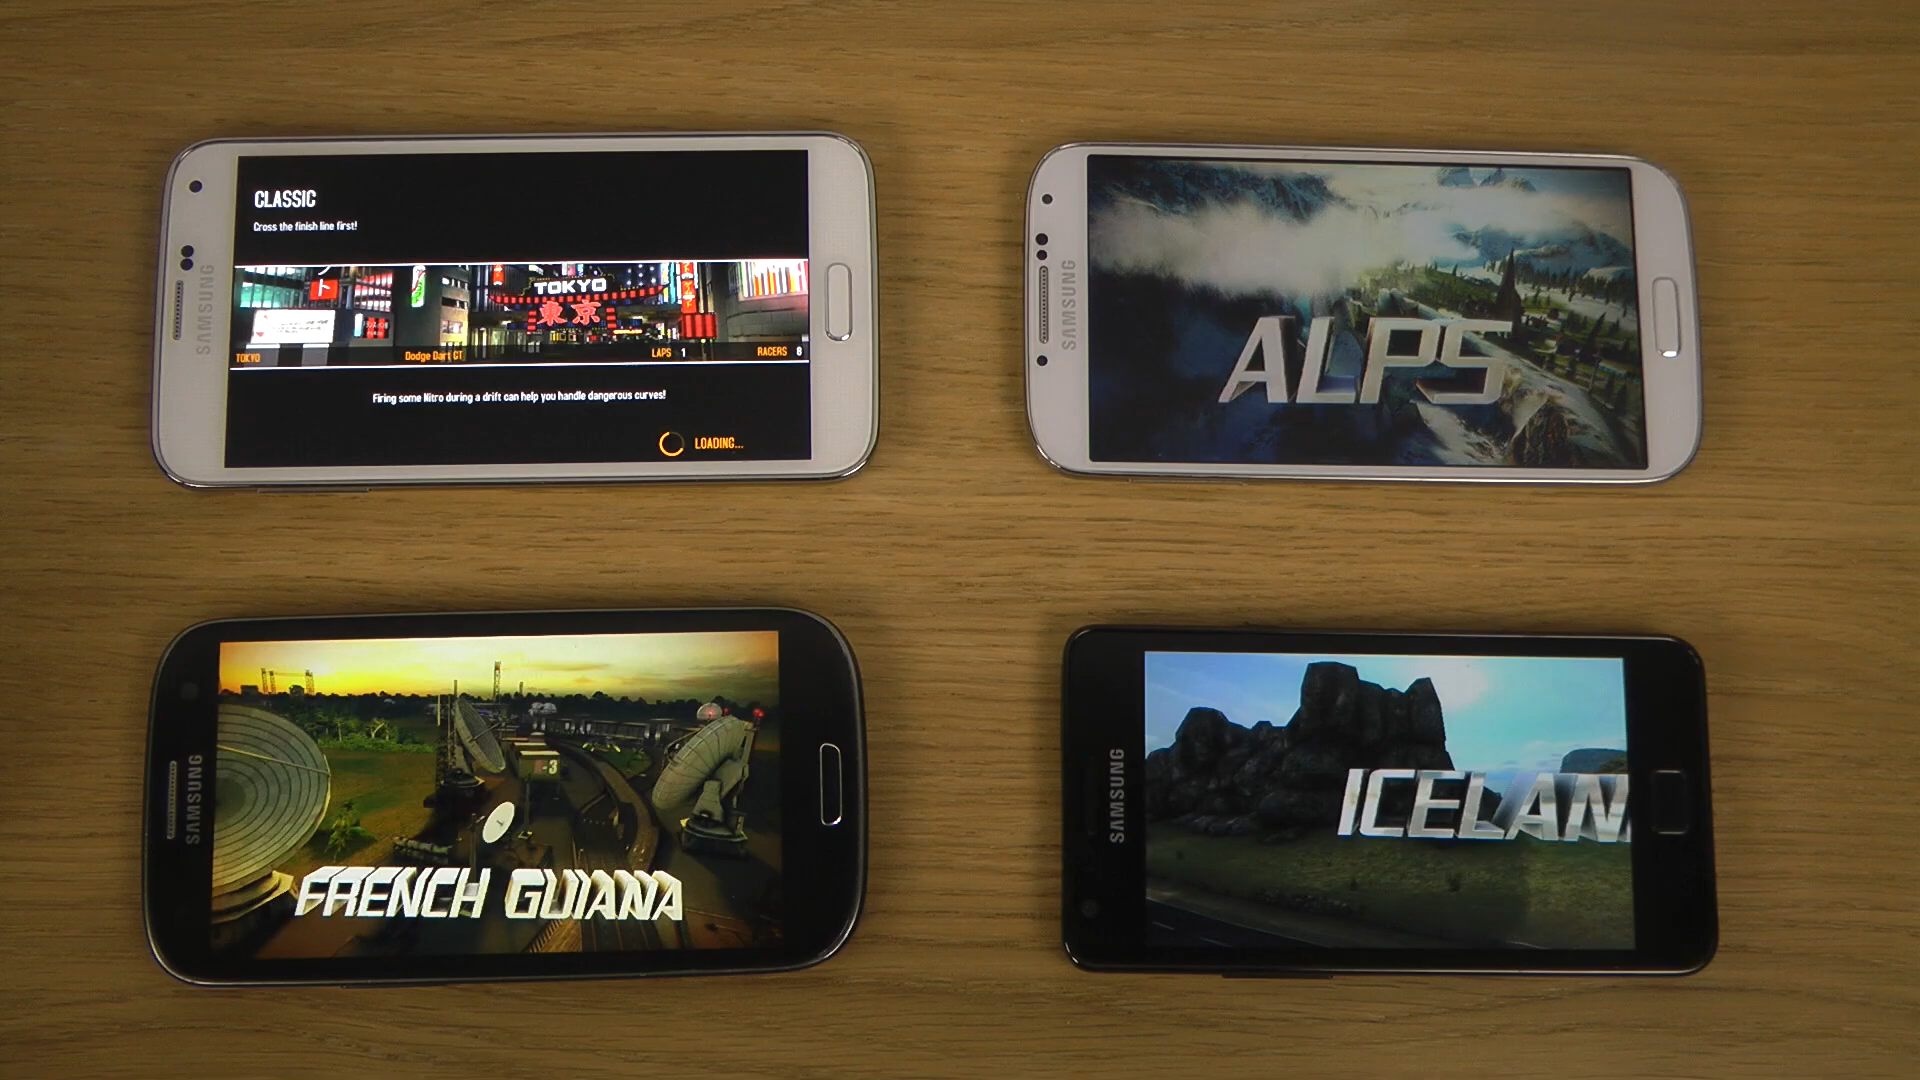 SAMSUNG
CLASSIC
Cross the finish line first!
TOKYO
東京
TOKYO Dodge Dart GT LAPS 1 RACERS 8
Firing some Nitro during a drift can help you handle dangerous curves!
LOADING...
SAMSUNG
ALPS
SAMSUNG
FRENCH GUIANA
SAMSUNG
ICELAN